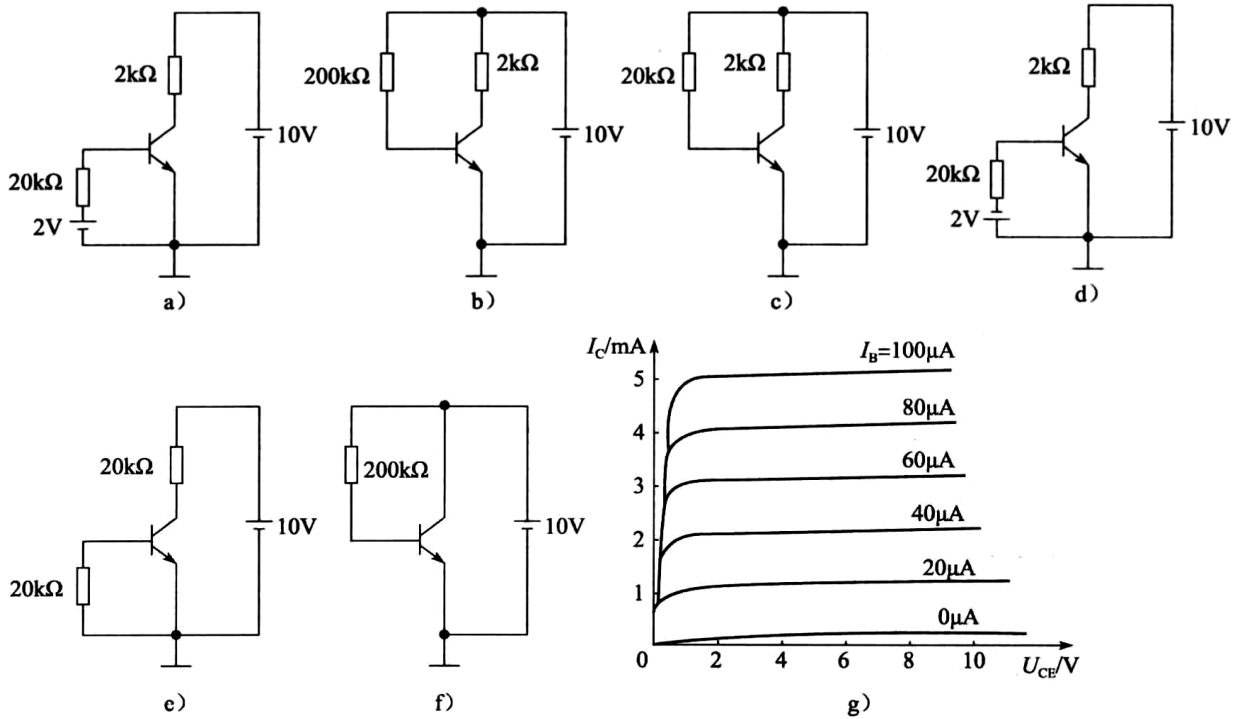 2kΩ
10V
20kΩ
2V
a）
200kΩ
2kΩ
10V
b）
20kΩ
2kΩ
10V
c）
2kΩ
10V
20kΩ
2V
d）
20kΩ
10V
20kΩ
e）
200kΩ
10V
f）
I_C/mA
I_B=100μA
5
80μA
4
60μA
3
40μA
2
20μA
1
0μA
0 2 4 6 8 10
U_CE/V
g）